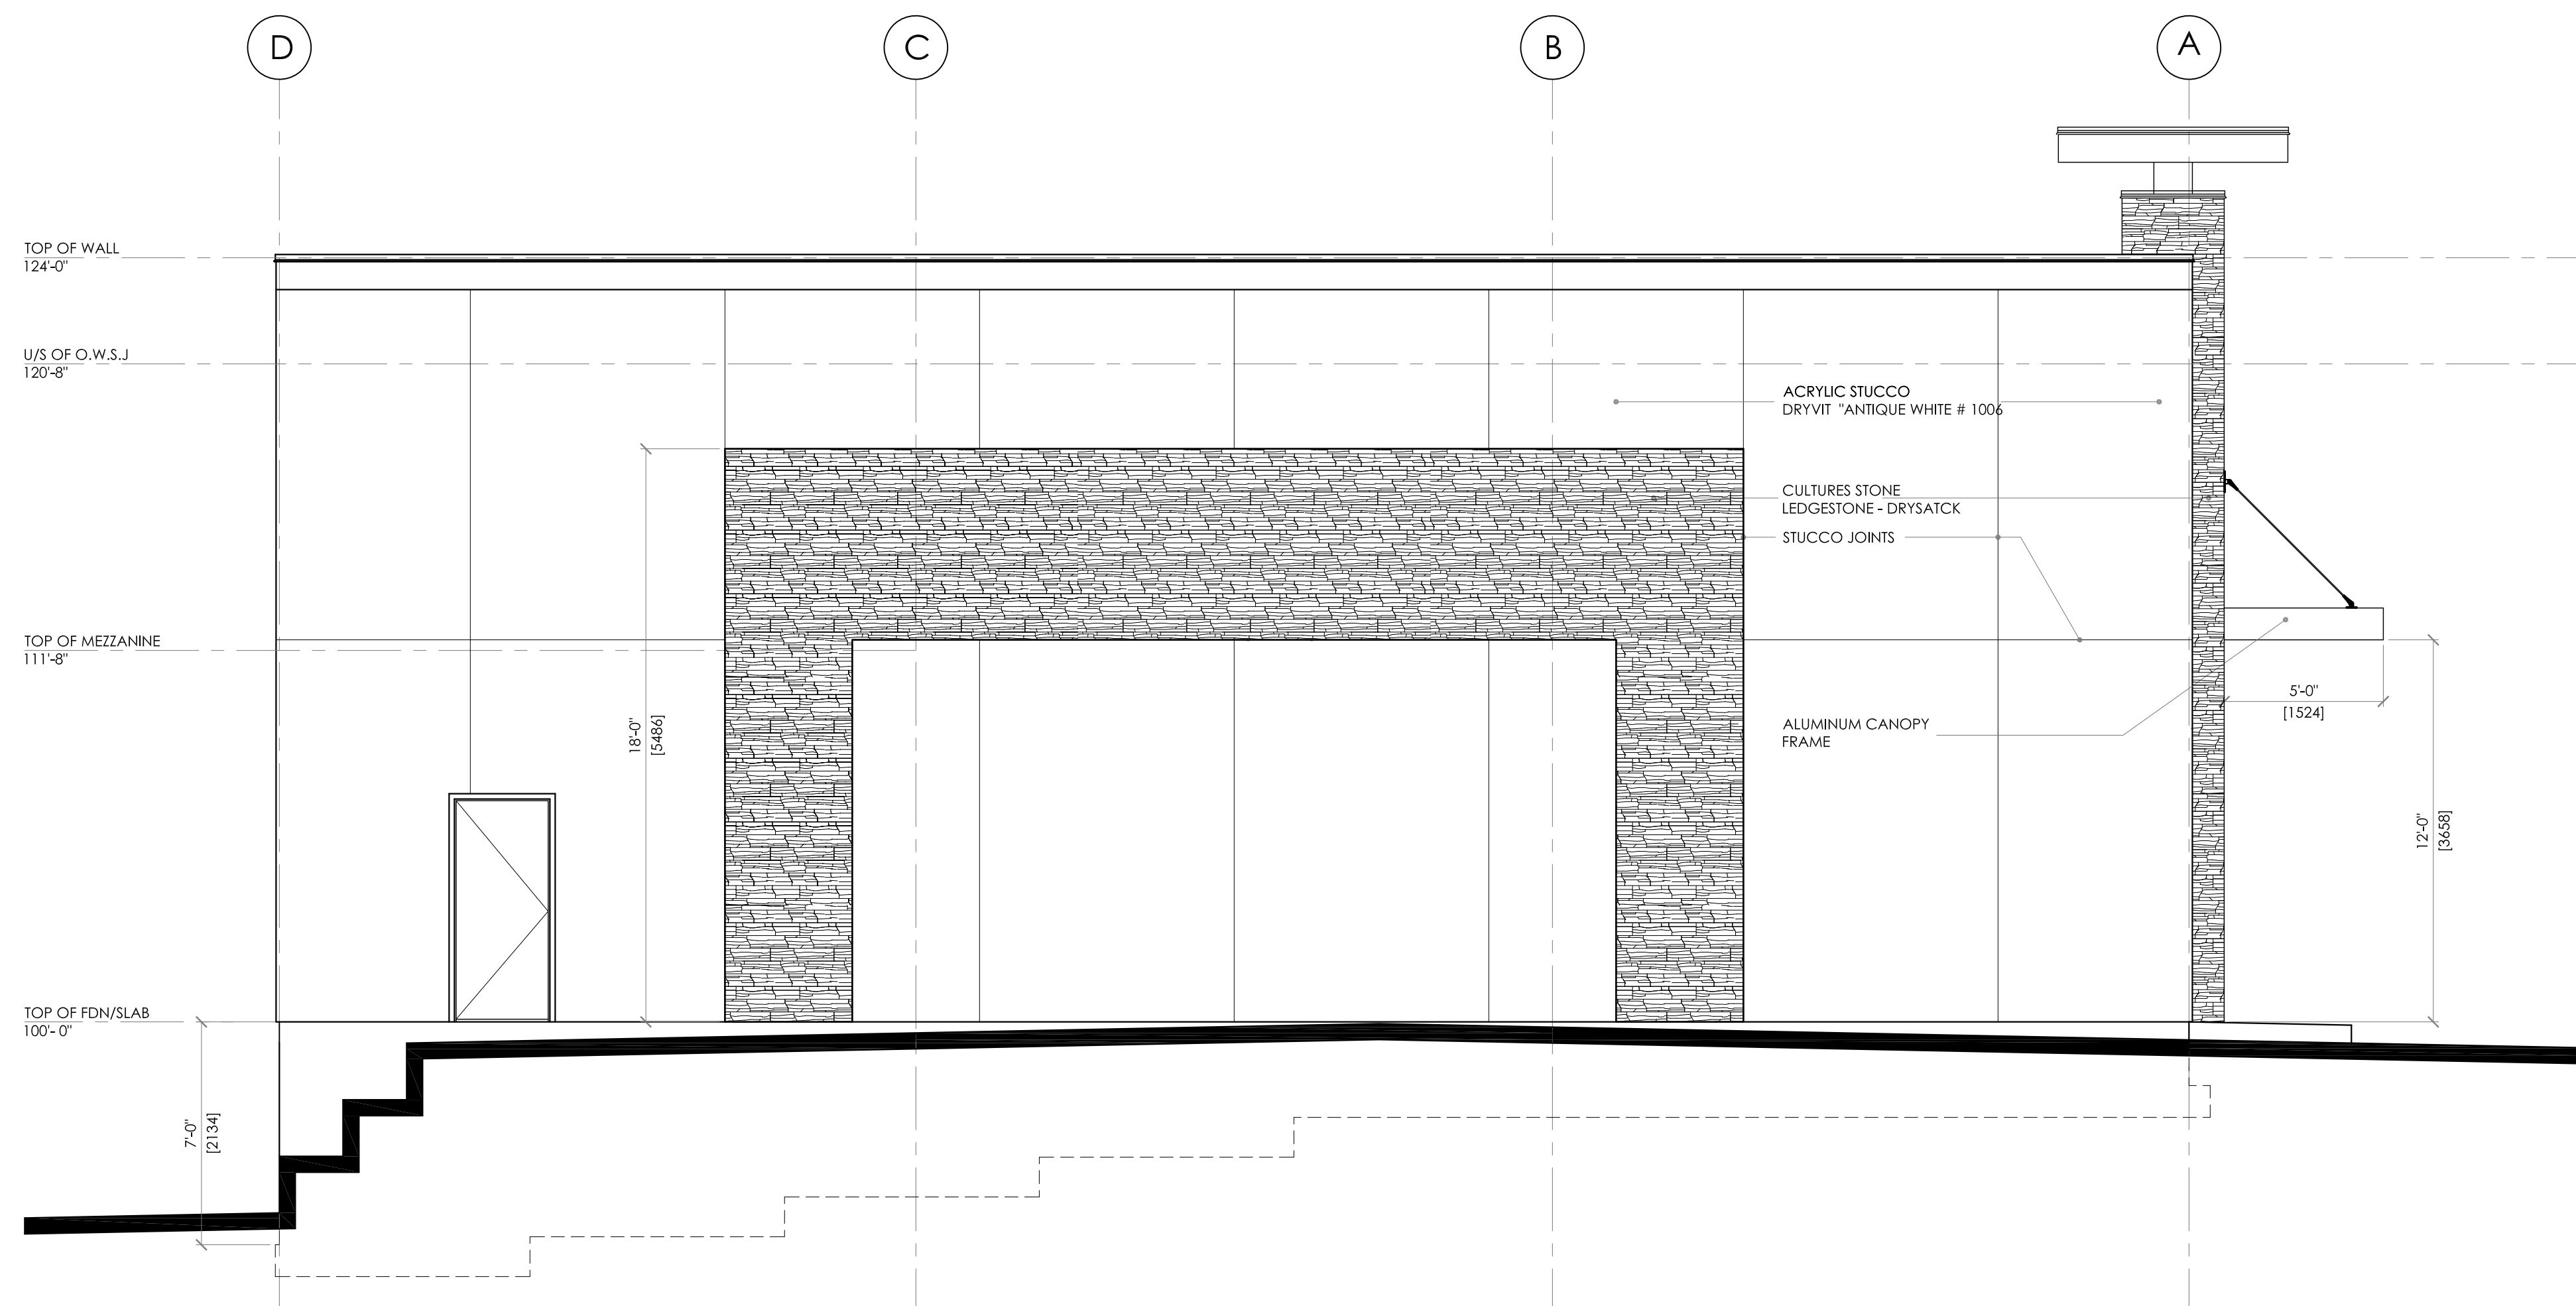 D
C
B
A
TOP OF WALL
124'-0"
U/S OF O.W.S.J
120'-8"
ACRYLIC STUCCO
DRYVIT "ANTIQUE WHITE # 1006
CULTURES STONE
LEDGESTONE - DRYSATCK
STUCCO JOINTS
TOP OF MEZZANINE
111'-8"
5'-0"
[1524]
18'-0"
[5486]
ALUMINUM CANOPY
FRAME
12'-0"
[3658]
TOP OF FDN/SLAB
100'- 0"
7'-0"
[2134]